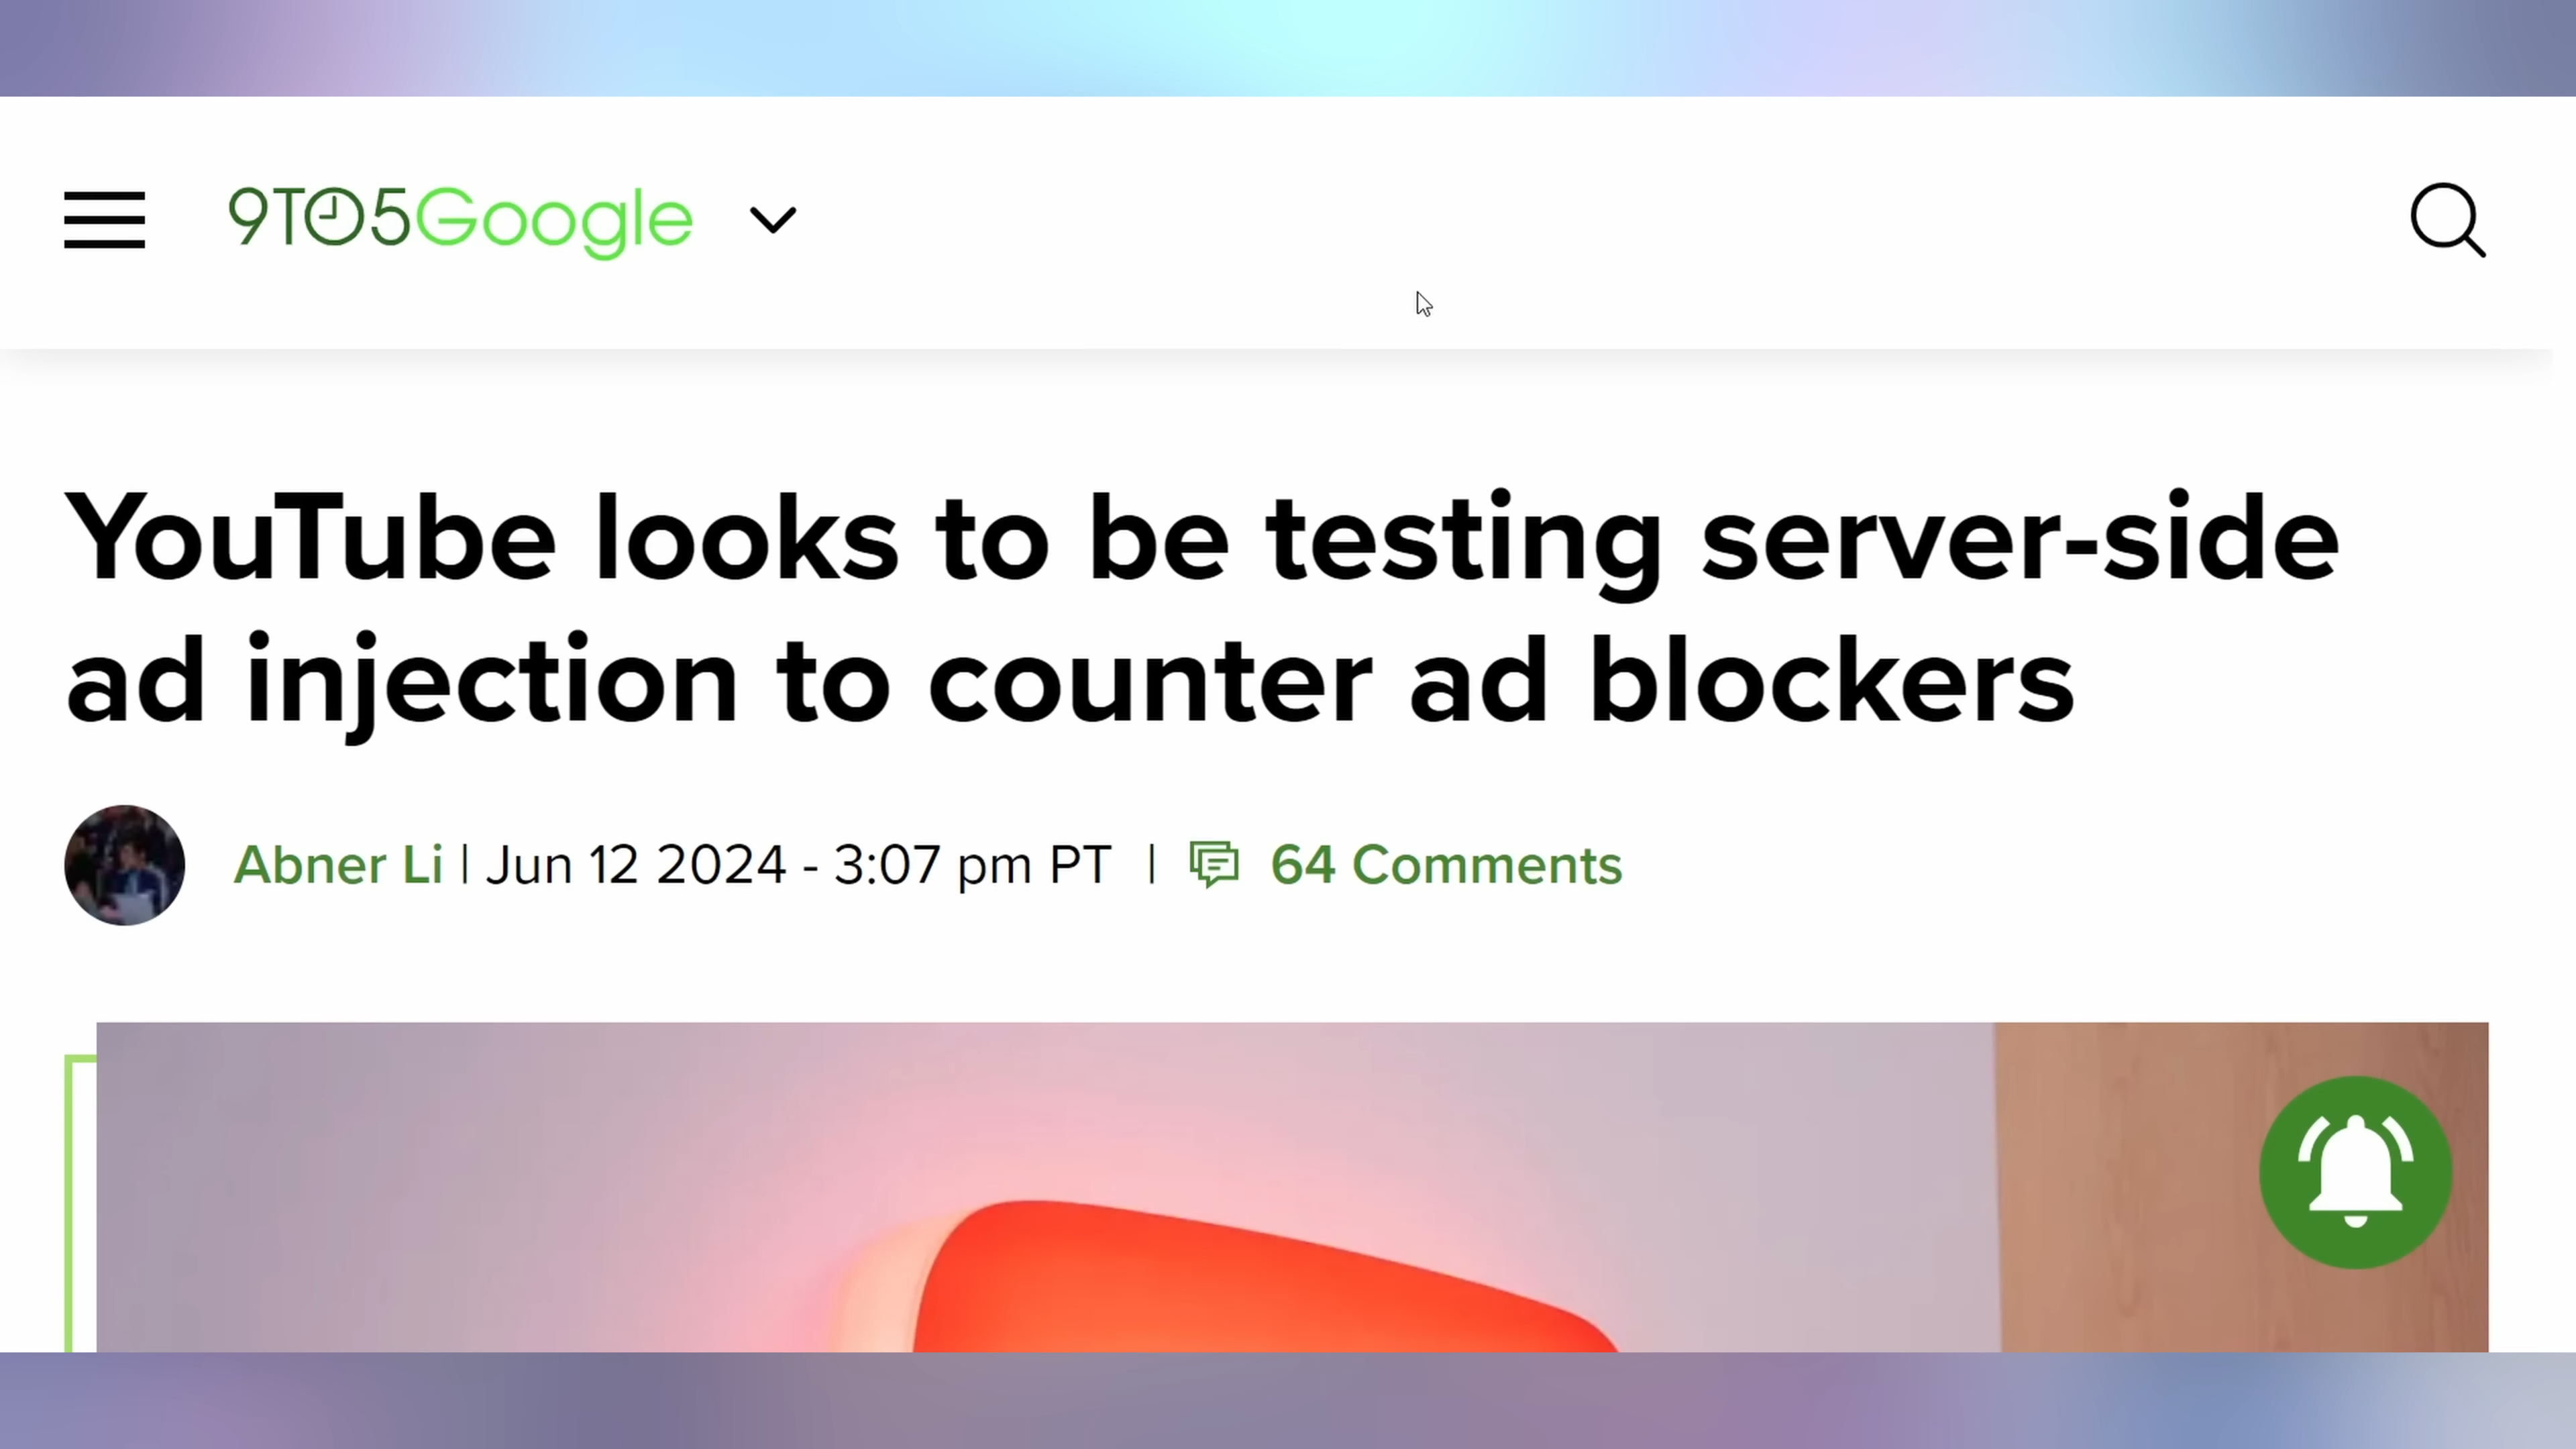 9TO5Google
YouTube looks to be testing server-side
ad injection to counter ad blockers
Abner Li | Jun 12 2024 - 3:07 pm PT | 64 Comments